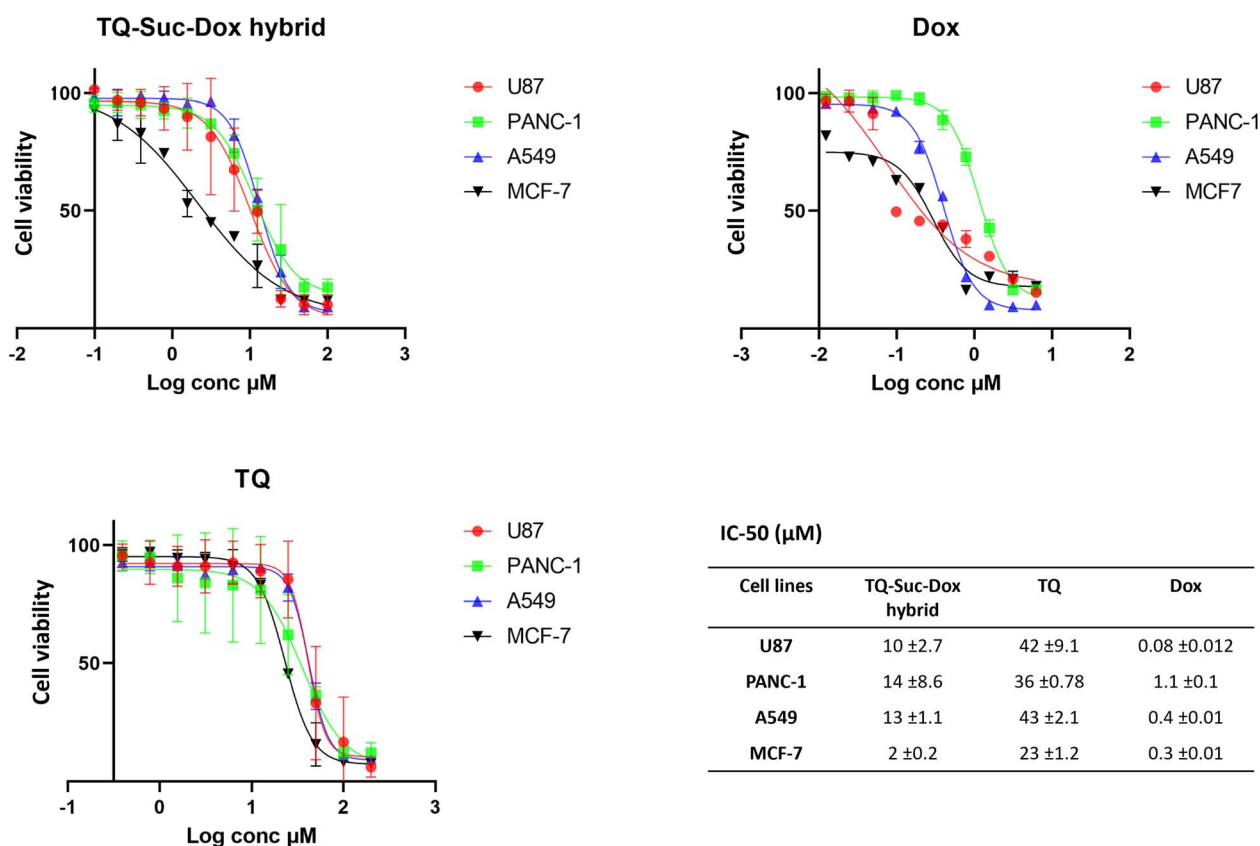 TQ-Suc-Dox hybrid
100
50
Cell viability
-2
-1
0
1
2
3
Log conc µM
U87
PANC-1
A549
MCF-7
Dox
100
50
Cell viability
-3
-2
-1
0
1
2
Log conc µM
U87
PANC-1
A549
MCF7
TQ
100
50
Cell viability
-1
0
1
2
3
Log conc µM
U87
PANC-1
A549
MCF-7
IC-50 (µM)
Cell lines TQ-Suc-Dox hybrid TQ Dox
U87 10 ±2.7 42 ±9.1 0.08 ±0.012
PANC-1 14 ±8.6 36 ±0.78 1.1 ±0.1
A549 13 ±1.1 43 ±2.1 0.4 ±0.01
MCF-7 2 ±0.2 23 ±1.2 0.3 ±0.01